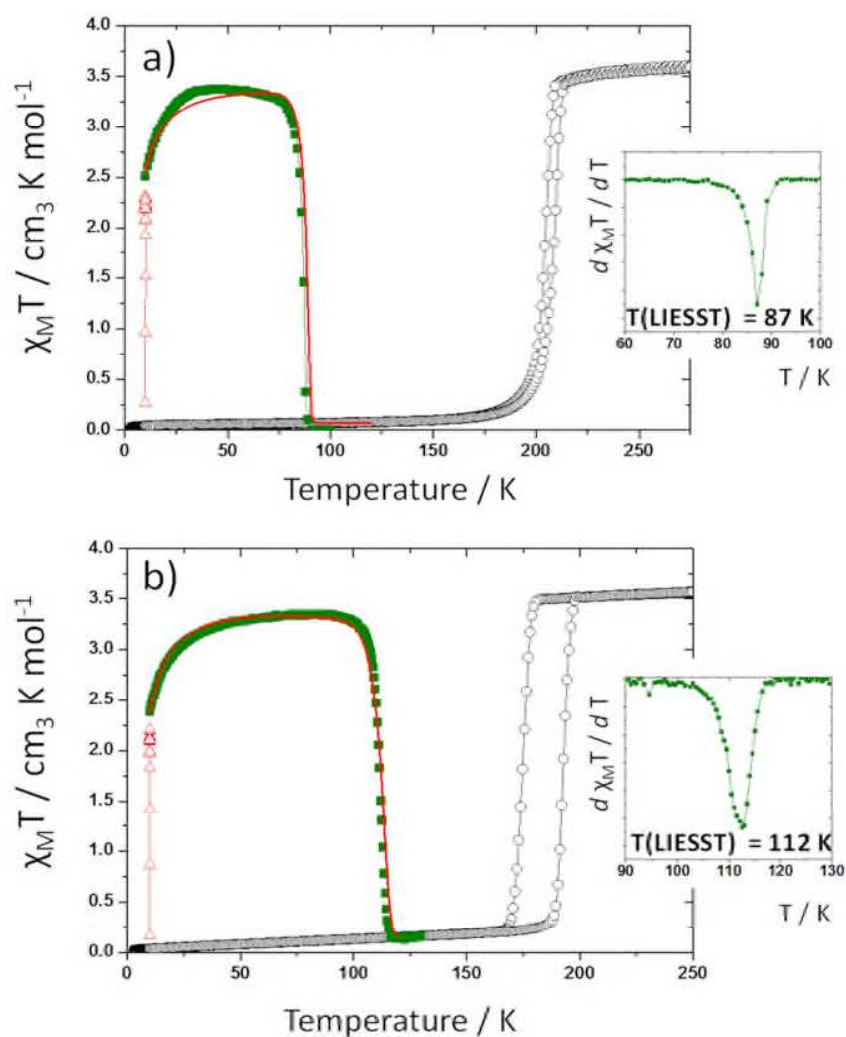 a)
4.0
3.5
3.0
2.5
2.0
1.5
1.0
0.5
0.0
χMT / cm3 K mol-1
0 50 100 150 200 250
Temperature / K
d χMT / d T
T(LIESST) = 87 K
60 70 80 90 100
T / K
b)
4.0
3.5
3.0
2.5
2.0
1.5
1.0
0.5
0.0
χMT / cm3 K mol-1
0 50 100 150 200 250
Temperature / K
d χMT / d T
T(LIESST) = 112 K
90 100 110 120 130
T / K